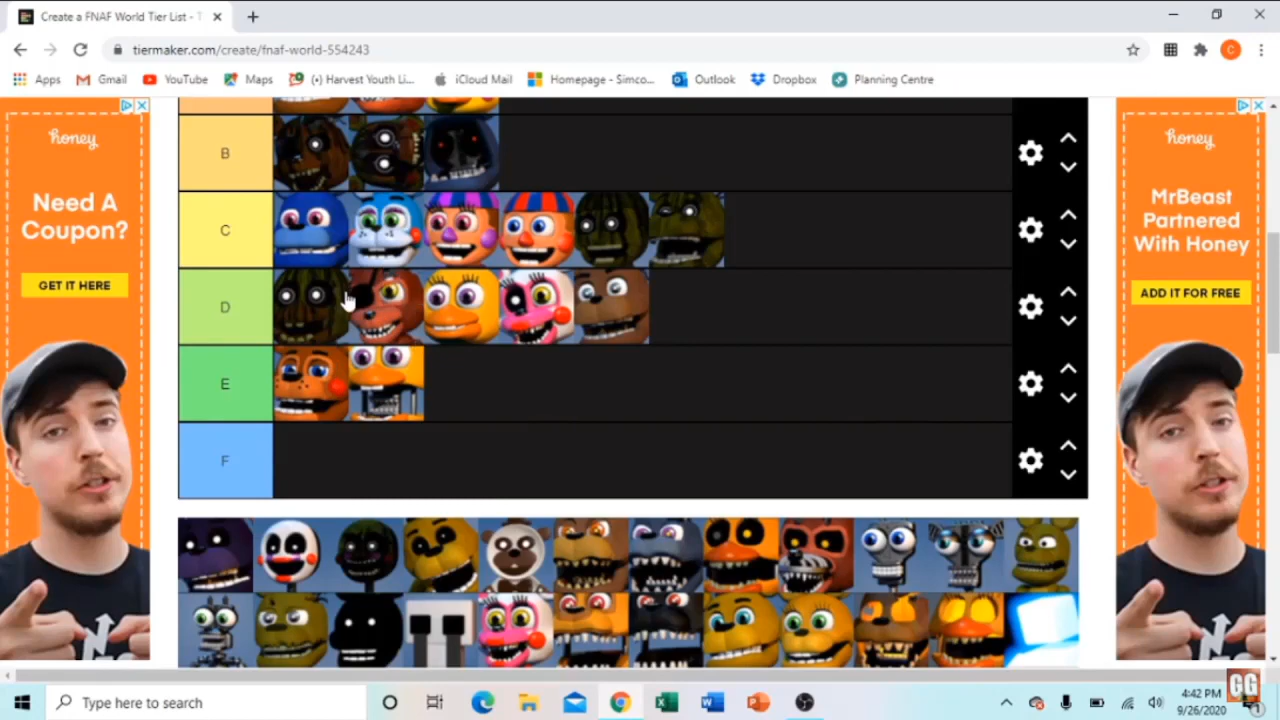 Create a FNAF World Tier List - T
tiermaker.com/create/fnaf-world-554243
Apps Gmail YouTube Maps (•) Harvest Youth Li... iCloud Mail Homepage - Simco... Outlook Dropbox Planning Centre
honey
Need A
Coupon?
GET IT HERE
B
C
D
E
F
honey
MrBeast
Partnered
With Honey
ADD IT FOR FREE
Type here to search
4:42 PM
9/26/2020
GG
1